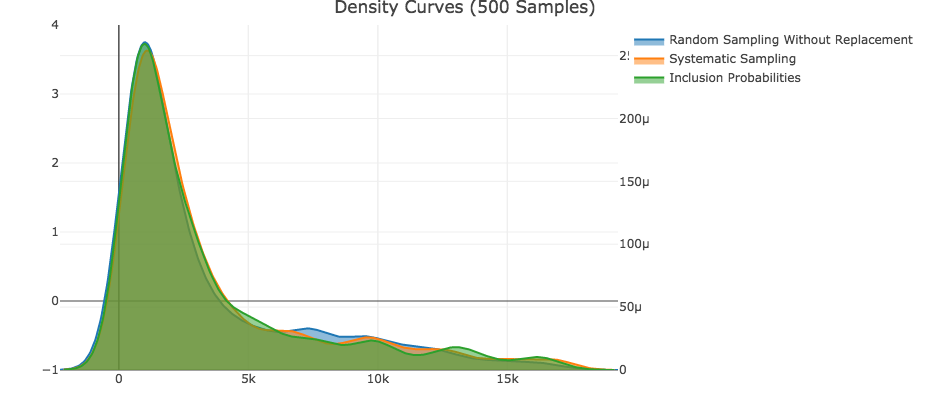 Density Curves (500 Samples)
4
3
2
1
0
−1
0
5k
10k
15k
0
50μ
100μ
150μ
200μ
Random Sampling Without Replacement
Systematic Sampling
Inclusion Probabilities